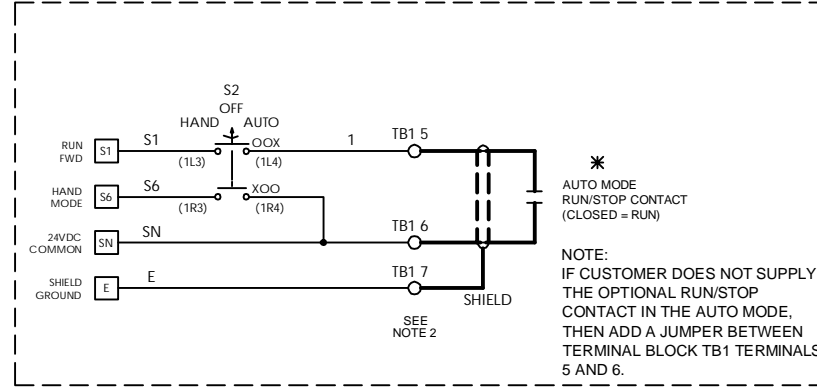 S2
OFF
HAND AUTO
RUN
FWD
S1
S1
OOX
1
TB1 5
(1L3)
(1L4)
HAND
MODE
S6
S6
XOO
(1R3)
(1R4)
24VDC
COMMON
SN
SN
TB1 6
SHIELD
GROUND
E
E
TB1 7
SHIELD
SEE
NOTE 2
AUTO MODE
RUN/STOP CONTACT
(CLOSED = RUN)
NOTE:
IF CUSTOMER DOES NOT SUPPLY
THE OPTIONAL RUN/STOP
CONTACT IN THE AUTO MODE,
THEN ADD A JUMPER BETWEEN
TERMINAL BLOCK TB1 TERMINALS
5 AND 6.